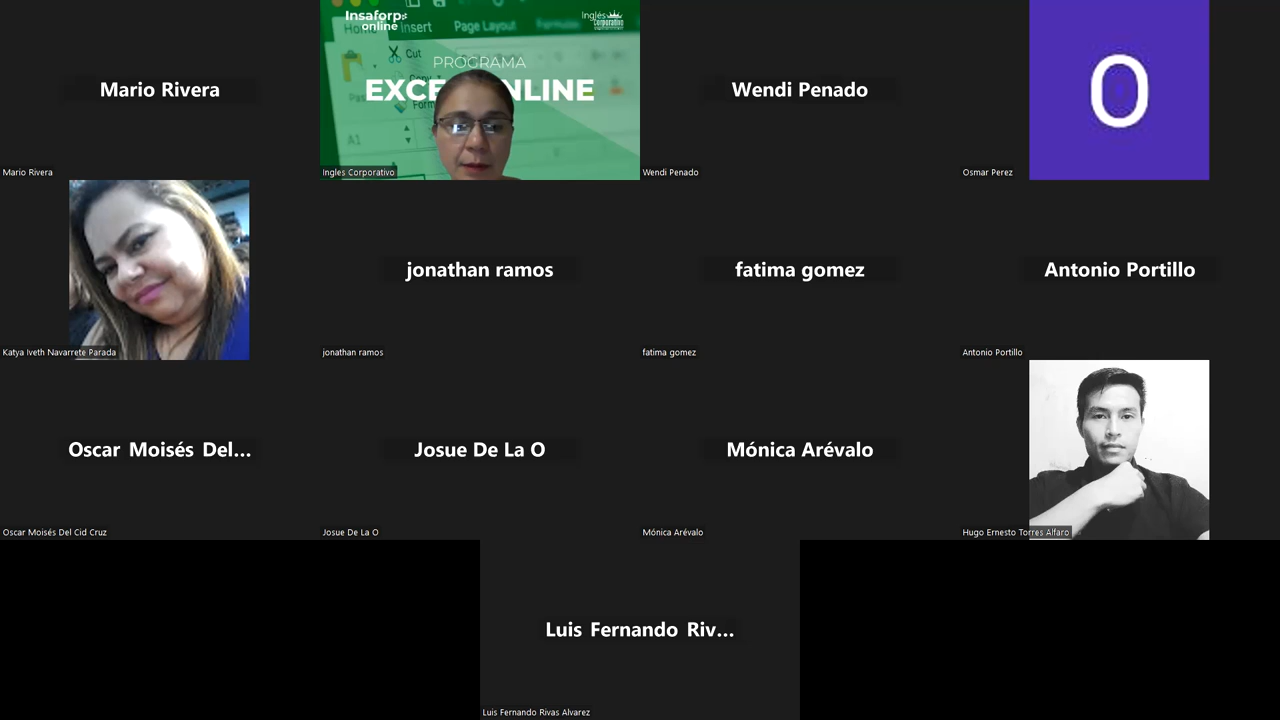 Mario Rivera
Mario Rivera
Insaforp
online
Inglés
Corporativo
Insert
Page Layout
Cut
PROGRAMA
EXCE NLINE
A1
Ingles Corporativo
Wendi Penado
Wendi Penado
O
Osmar Perez
Katya Iveth Navarrete Parada
jonathan ramos
jonathan ramos
fatima gomez
fatima gomez
Antonio Portillo
Antonio Portillo
Oscar Moisés Del...
Oscar Moisés Del Cid Cruz
Josue De La O
Josue De La O
Mónica Arévalo
Mónica Arévalo
Hugo Ernesto Torres Alfaro
Luis Fernando Riv...
Luis Fernando Rivas Alvarez